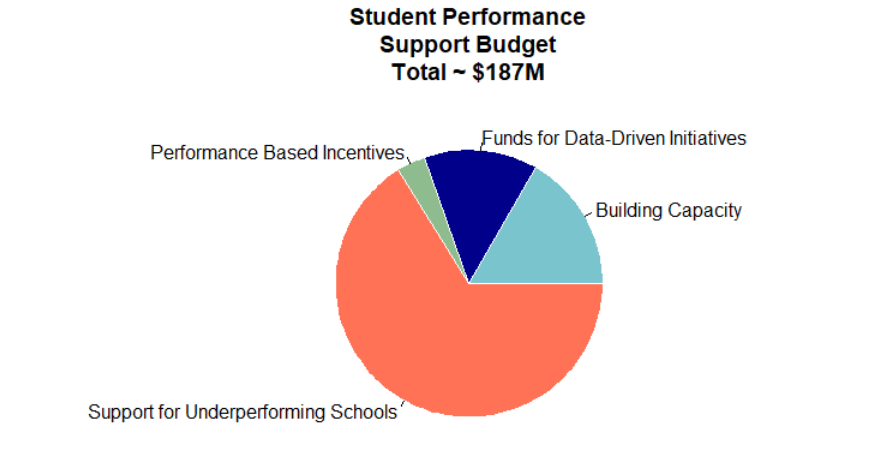 Student Performance
Support Budget
Total ~ $187M
Funds for Data-Driven Initiatives
Performance Based Incentives
Building Capacity
Support for Underperforming Schools